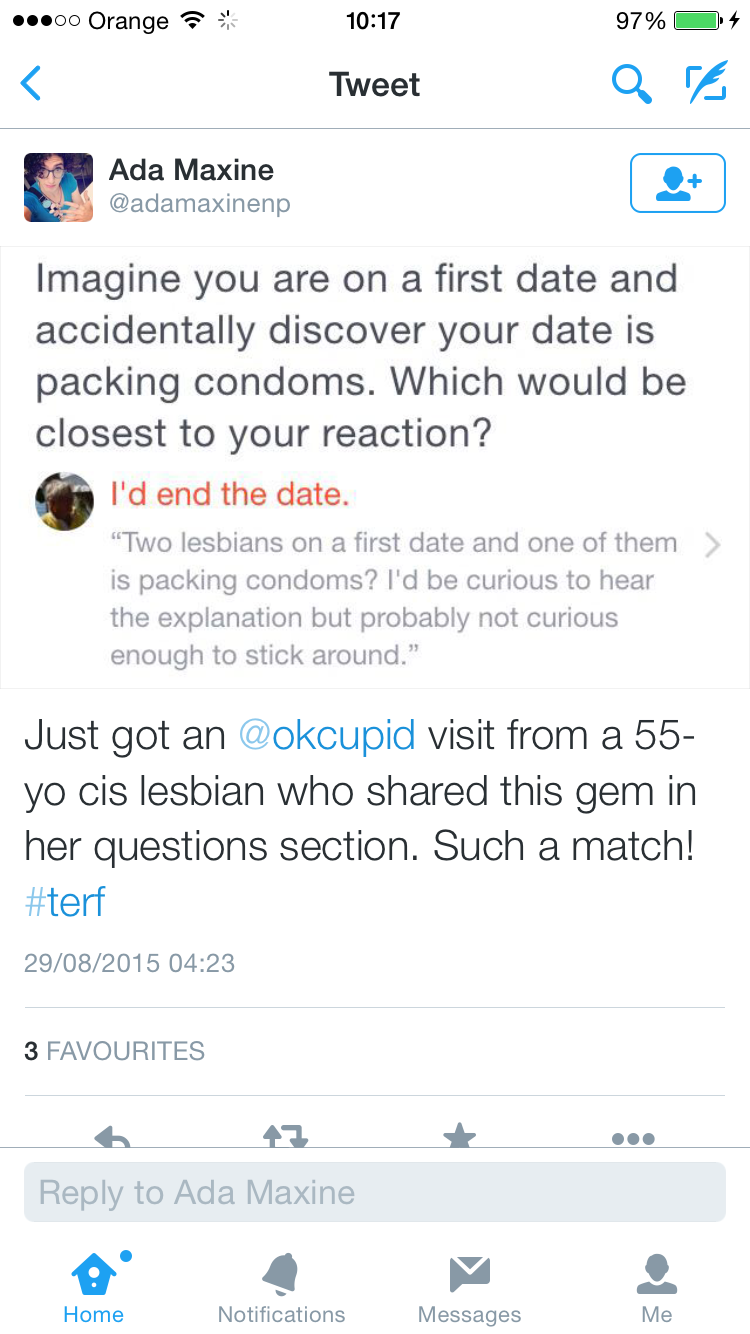 Orange 10:17 97%
Tweet
Ada Maxine
@adamaxinenp
Imagine you are on a first date and
accidentally discover your date is
packing condoms. Which would be
closest to your reaction?
I'd end the date.
“Two lesbians on a first date and one of them
is packing condoms? I'd be curious to hear
the explanation but probably not curious
enough to stick around.”
Just got an @okcupid visit from a 55-
yo cis lesbian who shared this gem in
her questions section. Such a match!
#terf
29/08/2015 04:23
3 FAVOURITES
Reply to Ada Maxine
Home Notifications Messages Me